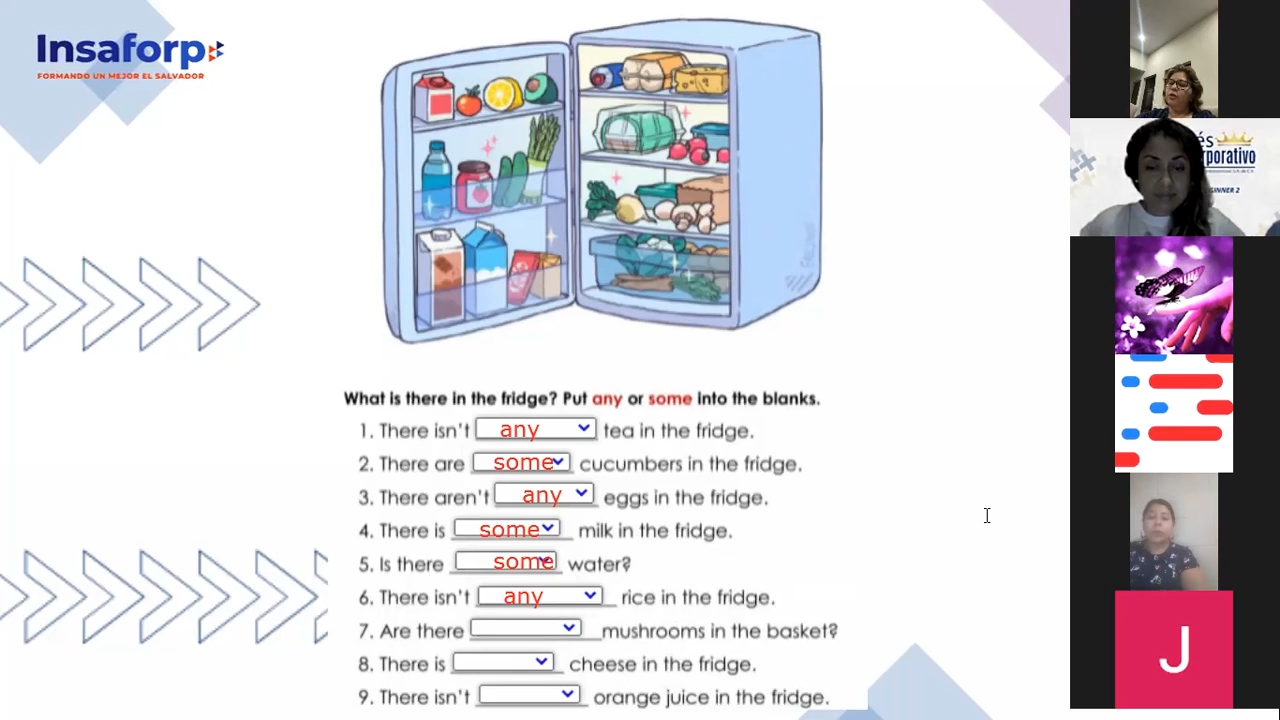 Insaforp
FORMANDO UN MEJOR EL SALVADOR
What is there in the fridge? Put any or some into the blanks.
1. There isn't any tea in the fridge.
2. There are some cucumbers in the fridge.
3. There aren't any eggs in the fridge.
4. There is some milk in the fridge.
5. Is there some water?
6. There isn't any rice in the fridge.
7. Are there mushrooms in the basket?
8. There is cheese in the fridge.
9. There isn't orange juice in the fridge.
és
rporativo
GINNER 2
J